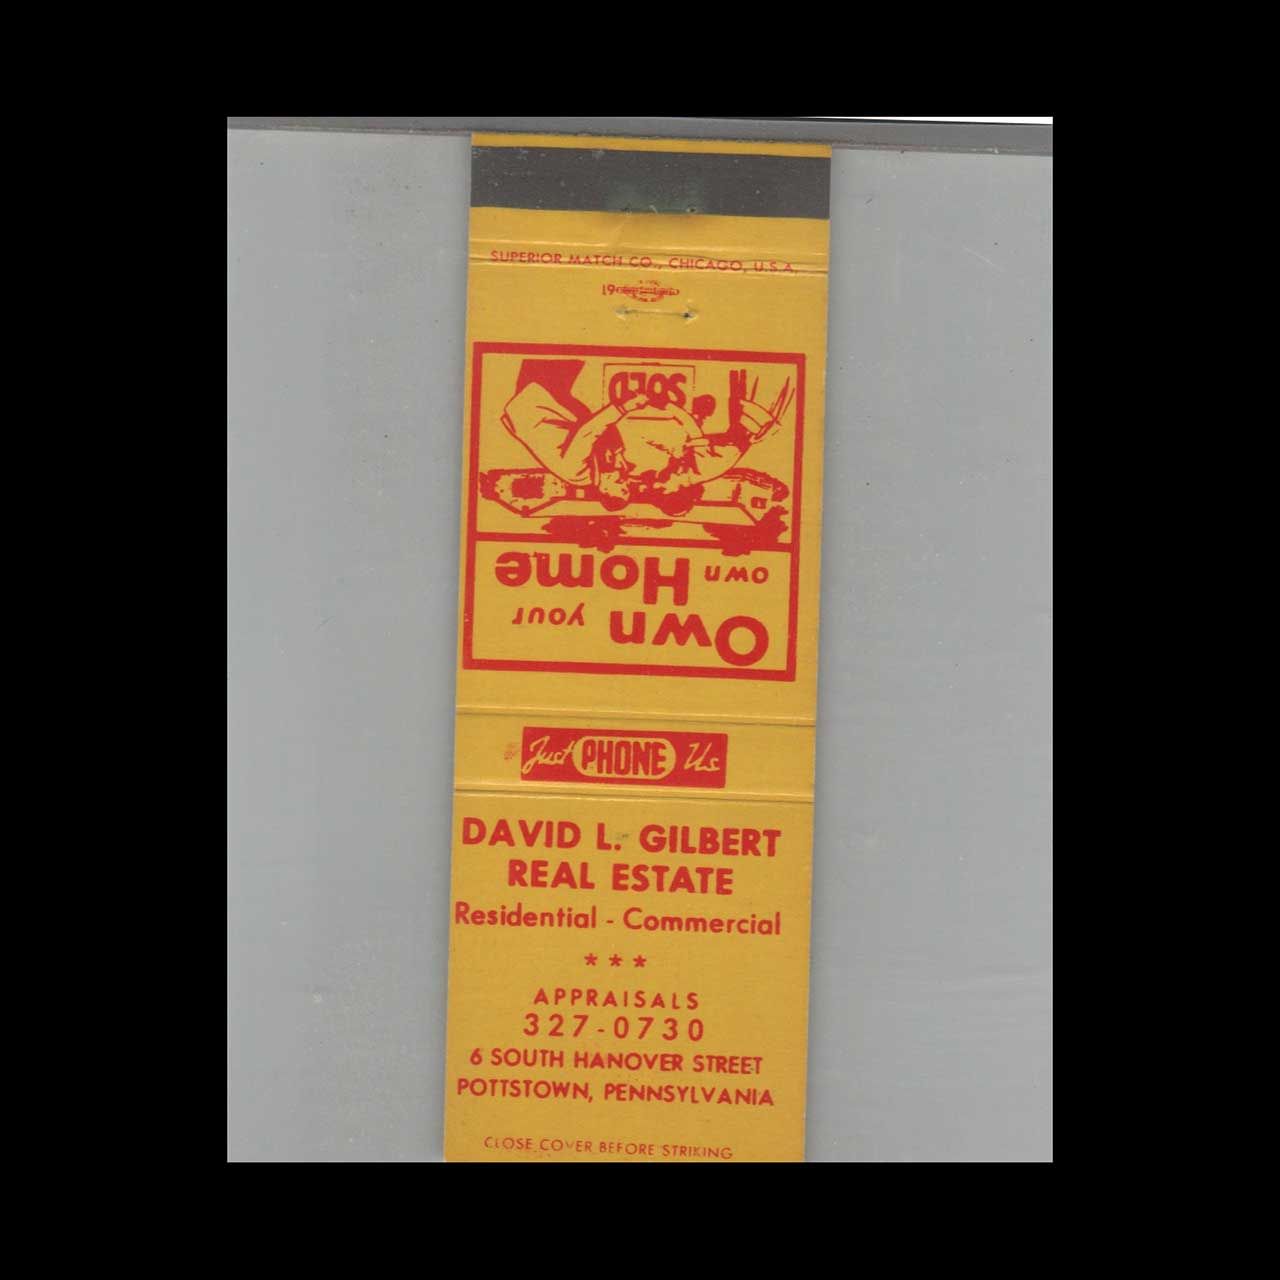 SUPERIOR MATCH CO., CHICAGO, U.S.A.
19
SOLD
Own your
own Home
Just PHONE Us
DAVID L. GILBERT
REAL ESTATE
Residential - Commercial
* * *
APPRAISALS
327-0730
6 SOUTH HANOVER STREET
POTTSTOWN, PENNSYLVANIA
CLOSE COVER BEFORE STRIKING